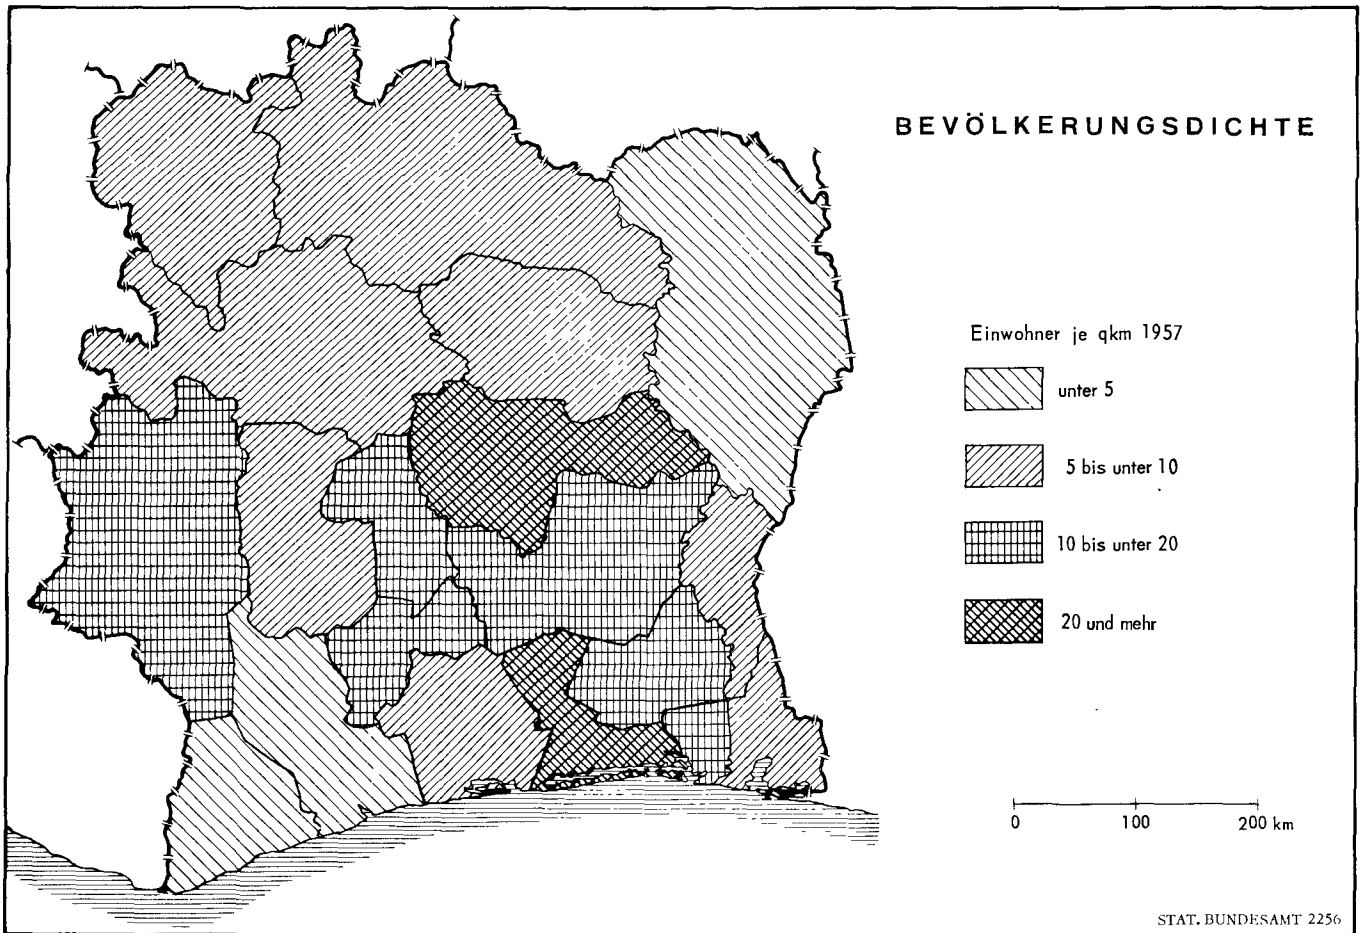 BEVÖLKERUNGSDICHTE
Einwohner je qkm 1957
unter 5
5 bis unter 10
10 bis unter 20
20 und mehr
0 100 200 km
STAT. BUNDESAMT 2256